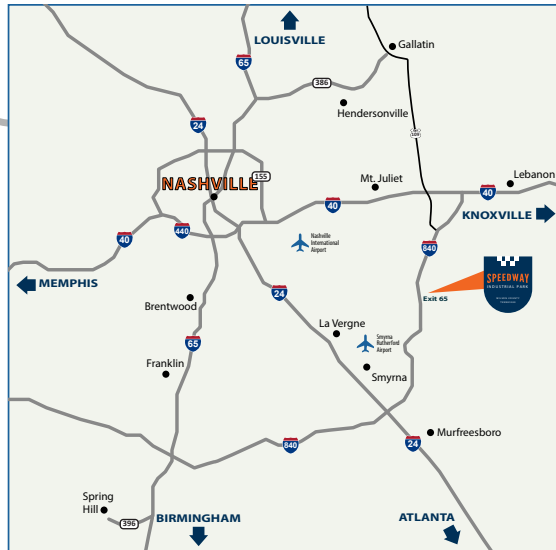 LOUISVILLE
Gallatin
65
386
24
Hendersonville
109
155
NASHVILLE
Mt. Juliet
Lebanon
40
40
KNOXVILLE
440
40
Nashville
International
Airport
840
MEMPHIS
SPEEDWAY
INDUSTRIAL PARK
24
Exit 65
Brentwood
La Vergne
Smyrna
Rutherford
Airport
65
Franklin
Smyrna
Murfreesboro
24
840
Spring
Hill
396
BIRMINGHAM
ATLANTA